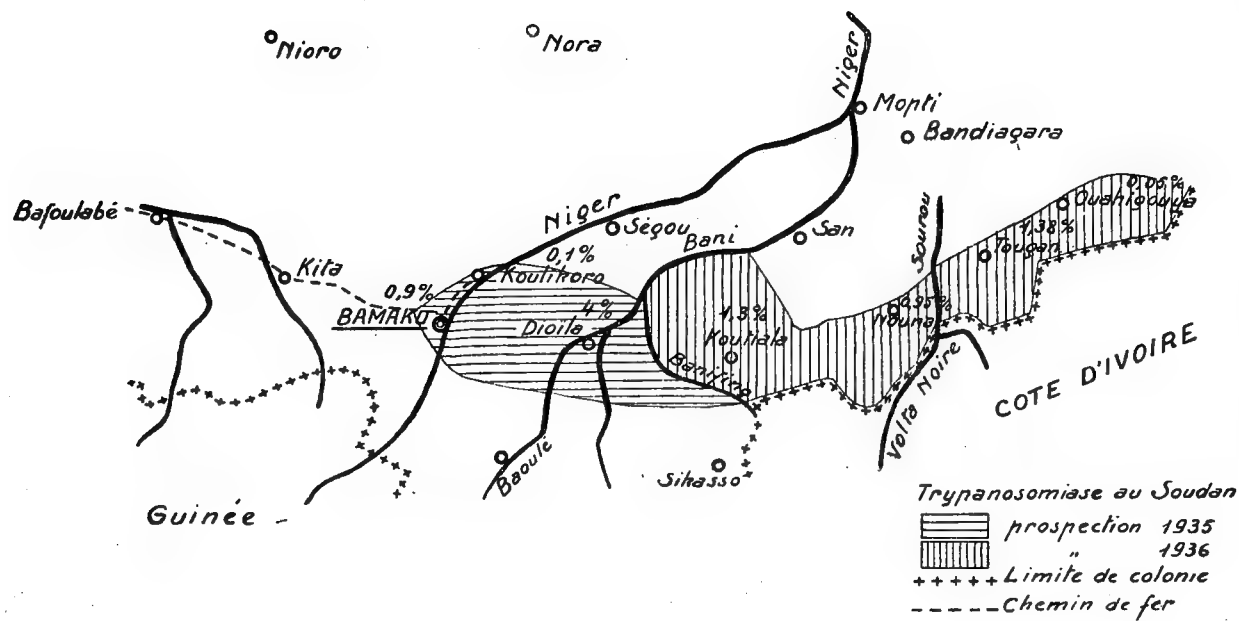 Nioro
Nora
Niger
Mopti
Bandiagara
Bafoulabé
Kita
Niger
Ségou
Bani
San
Sourou
0,05%
Ouahigouya
1,38%
Tougan
0,1%
Koulikoro
0,9%
BAMAKO
4%
Dioila
1,3%
Koutiala
Banifing
0,95%
Nouna
Volta Noire
COTE D'IVOIRE
Baoulé
Sikasso
Guinée
Trypanosomiase au Soudan
prospection 1935
" 1936
Limite de colonie
Chemin de fer